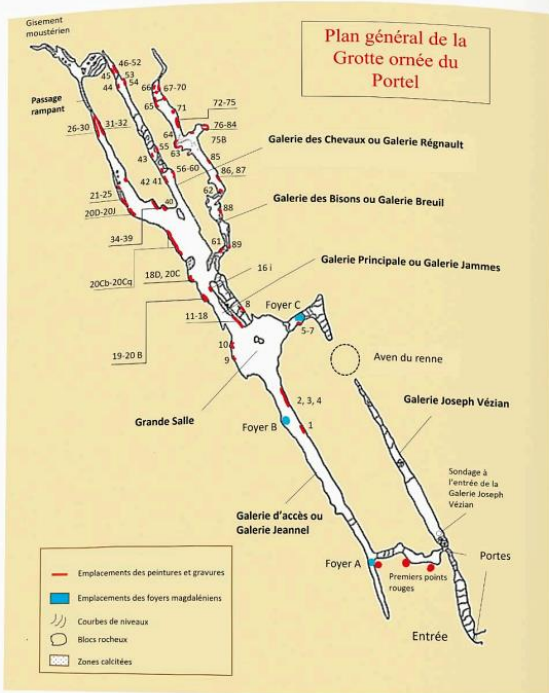 Plan général de la
Grotte ornée du
Portel
Gisement
moustérien
46-52
45
53
44
54
Passage
rampant
26-30
31-32
66
67-70
65
71
72-75
64
76-84
75B
55
63
43
85
Galerie des Chevaux ou Galerie Régnault
42
41
56-60
86, 87
21-25
20D-20J
40
62
88
Galerie des Bisons ou Galerie Breuil
34-39
61
89
20Cb-20Cq
18D, 20C
16 i
Galerie Principale ou Galerie Jammes
8
Foyer C
11-18
5-7
19-20 B
10
9
Aven du renne
2, 3, 4
Galerie Joseph Vézian
Grande Salle
Foyer B
1
Sondage à
l'entrée de la
Galerie Joseph
Vézian
Galerie d'accès ou
Galerie Jeannel
Portes
Foyer A
Premiers points
rouges
Entrée
Emplacements des peintures et gravures
Emplacements des foyers magdaléniens
Courbes de niveaux
Blocs rocheux
Zones calcitées